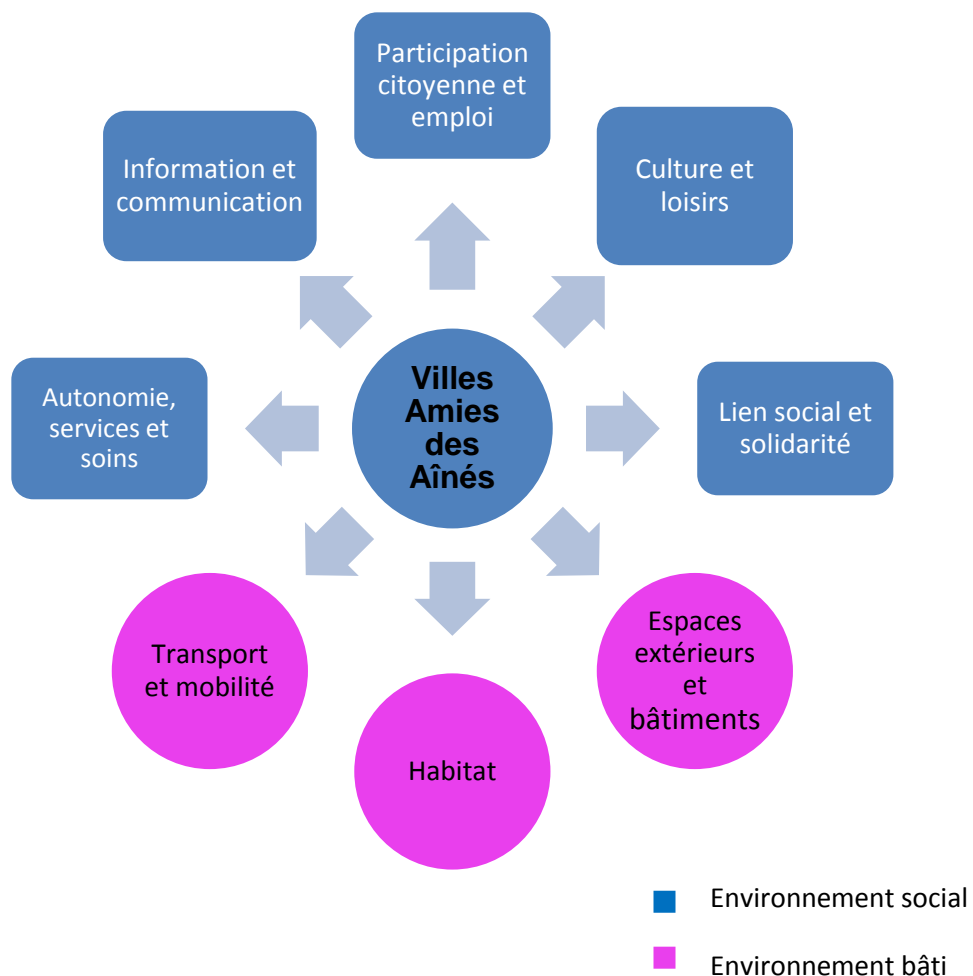 Participation
citoyenne et
emploi
Information et
communication
Culture et
loisirs
Autonomie,
services et
soins
Villes
Amies
des
Aînés
Lien social et
solidarité
Transport
et mobilité
Habitat
Espaces
extérieurs
et
bâtiments
Environnement social
Environnement bâti